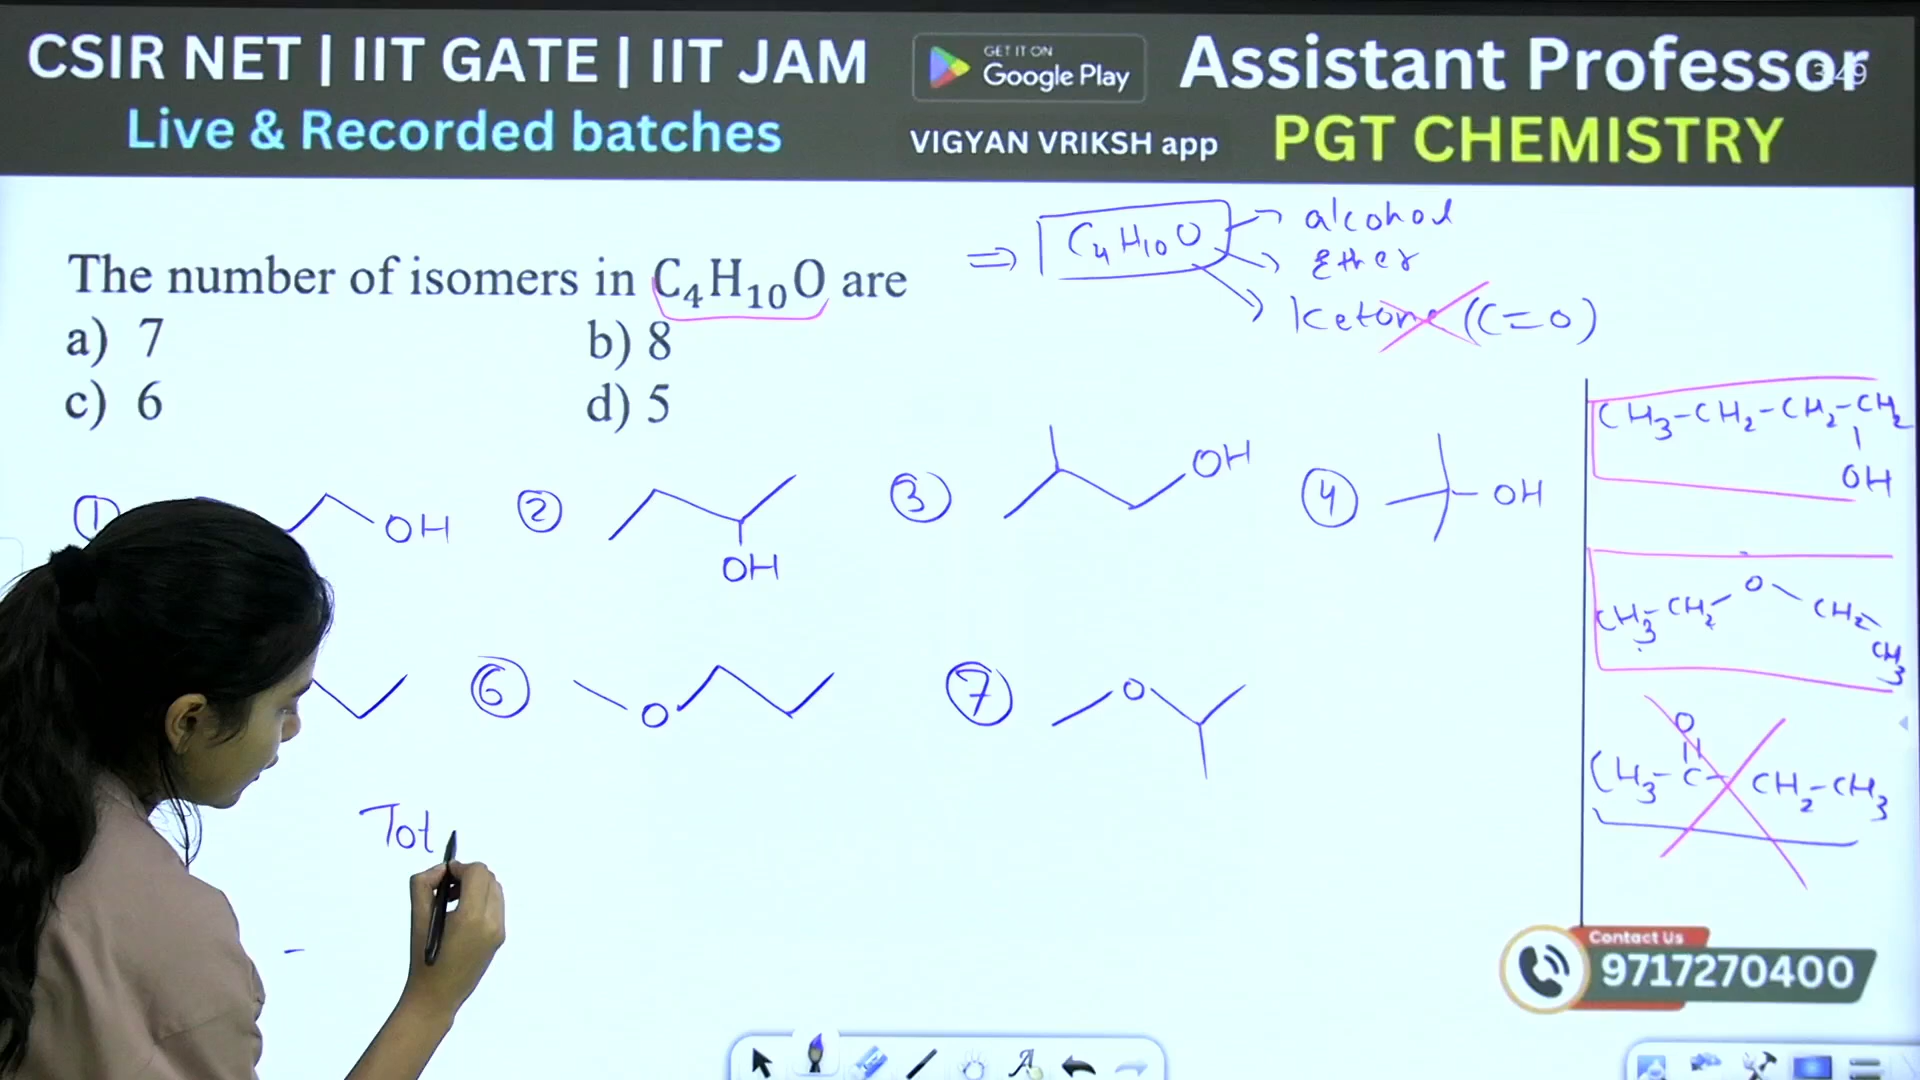 CSIR NET | IIT GATE | IIT JAM
Live & Recorded batches
GET IT ON
Google Play
VIGYAN VRIKSH app
Assistant Professor
3:49
PGT CHEMISTRY
The number of isomers in C₄H₁₀O are
a) 7
b) 8
c) 6
d) 5
⇒ C₄H₁₀O → alcohol
→ Ether
→ Ketone (C=O)
① OH
② OH
③ OH
④ OH
⑥ O
⑦ O
Tot
CH₃-CH₂-CH₂-CH₂
OH
CH₃-CH₂-O-CH₂-
CH₃
O
CH₃-C-CH₂-CH₃
Contact Us
9717270400